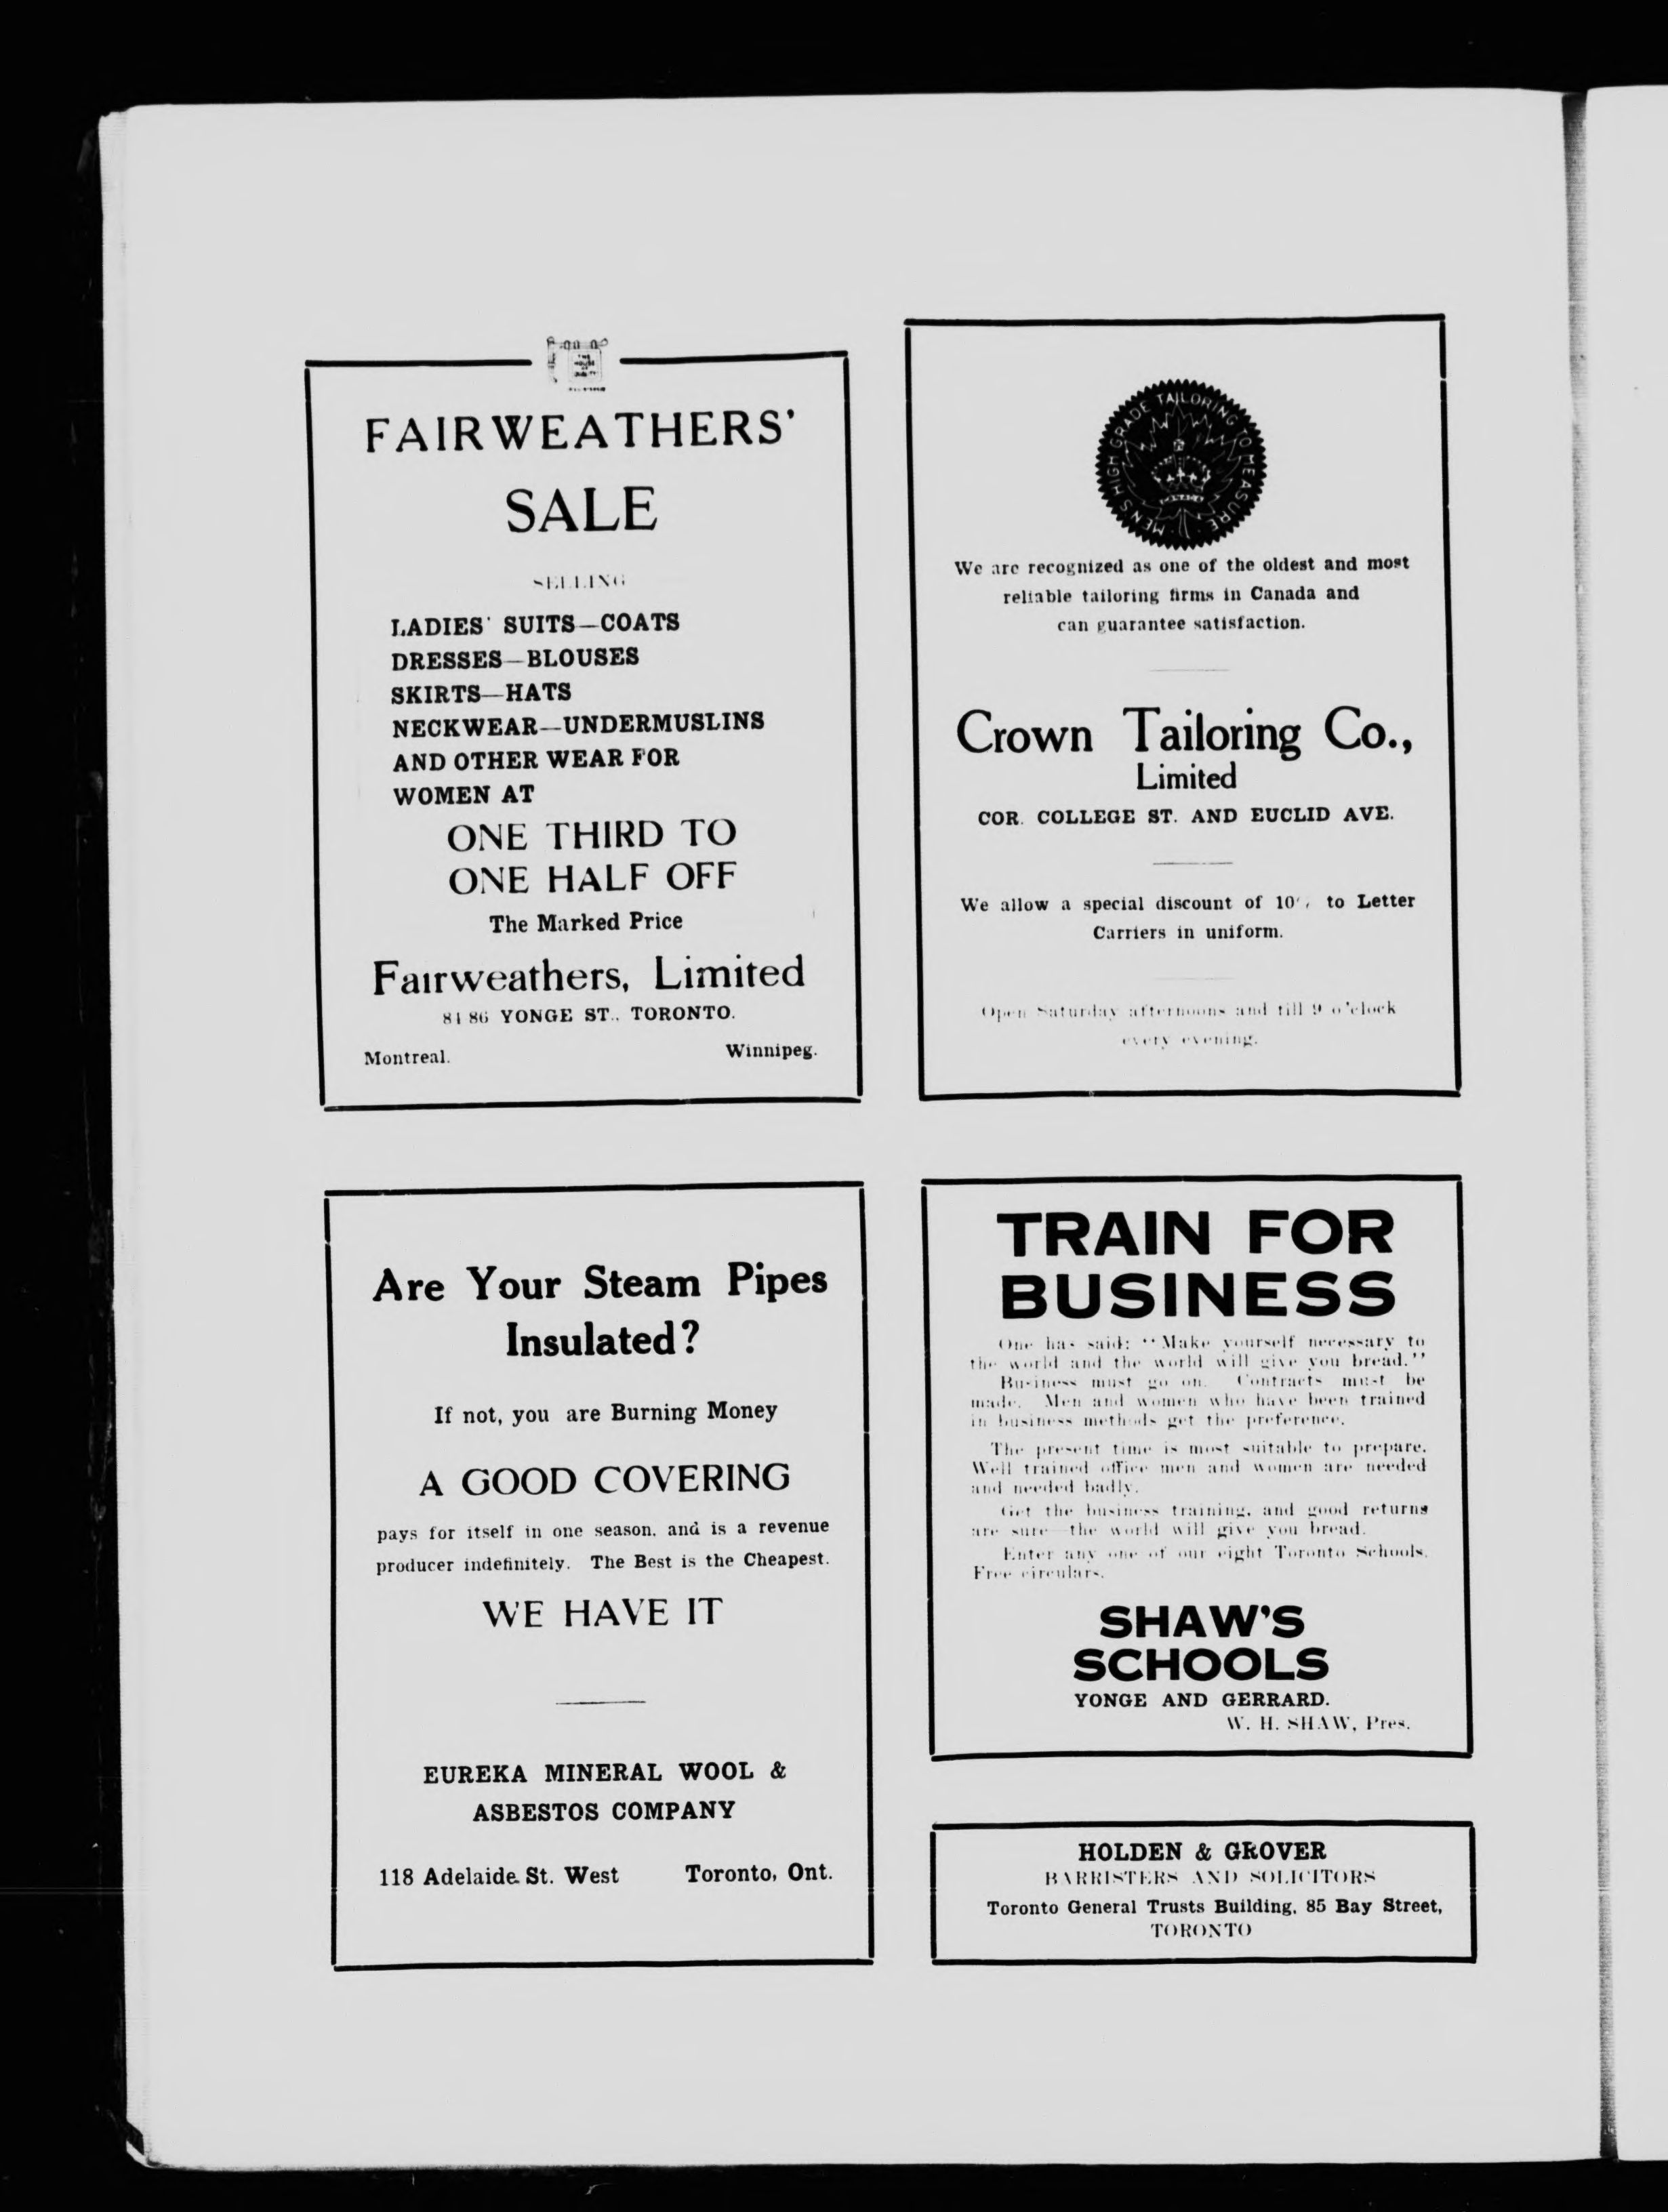 THE
HOUSE
OF
QUALITY
FAIRWEATHERS'
SALE
SELLING
LADIES' SUITS—COATS
DRESSES—BLOUSES
SKIRTS—HATS
NECKWEAR—UNDERMUSLINS
AND OTHER WEAR FOR
WOMEN AT
ONE THIRD TO
ONE HALF OFF
The Marked Price
Fairweathers, Limited
84-86 YONGE ST., TORONTO.
Montreal. Winnipeg.
MEN'S HIGH GRADE TAILORING TO MEASURE
We are recognized as one of the oldest and most
reliable tailoring firms in Canada and
can guarantee satisfaction.
Crown Tailoring Co.,
Limited
COR. COLLEGE ST. AND EUCLID AVE.
We allow a special discount of 10% to Letter
Carriers in uniform.
Open Saturday afternoons and till 9 o'clock
every evening.
Are Your Steam Pipes
Insulated?
If not, you are Burning Money
A GOOD COVERING
pays for itself in one season, and is a revenue
producer indefinitely. The Best is the Cheapest.
WE HAVE IT
EUREKA MINERAL WOOL &
ASBESTOS COMPANY
118 Adelaide St. West Toronto, Ont.
TRAIN FOR
BUSINESS
One has said: "Make yourself necessary to
the world and the world will give you bread."
Business must go on. Contracts must be
made. Men and women who have been trained
in business methods get the preference.
The present time is most suitable to prepare.
Well trained office men and women are needed
and needed badly.
Get the business training, and good returns
are sure—the world will give you bread.
Enter any one of our eight Toronto Schools.
Free circulars.
SHAW'S
SCHOOLS
YONGE AND GERRARD.
W. H. SHAW, Pres.
HOLDEN & GROVER
BARRISTERS AND SOLICITORS
Toronto General Trusts Building, 85 Bay Street,
TORONTO